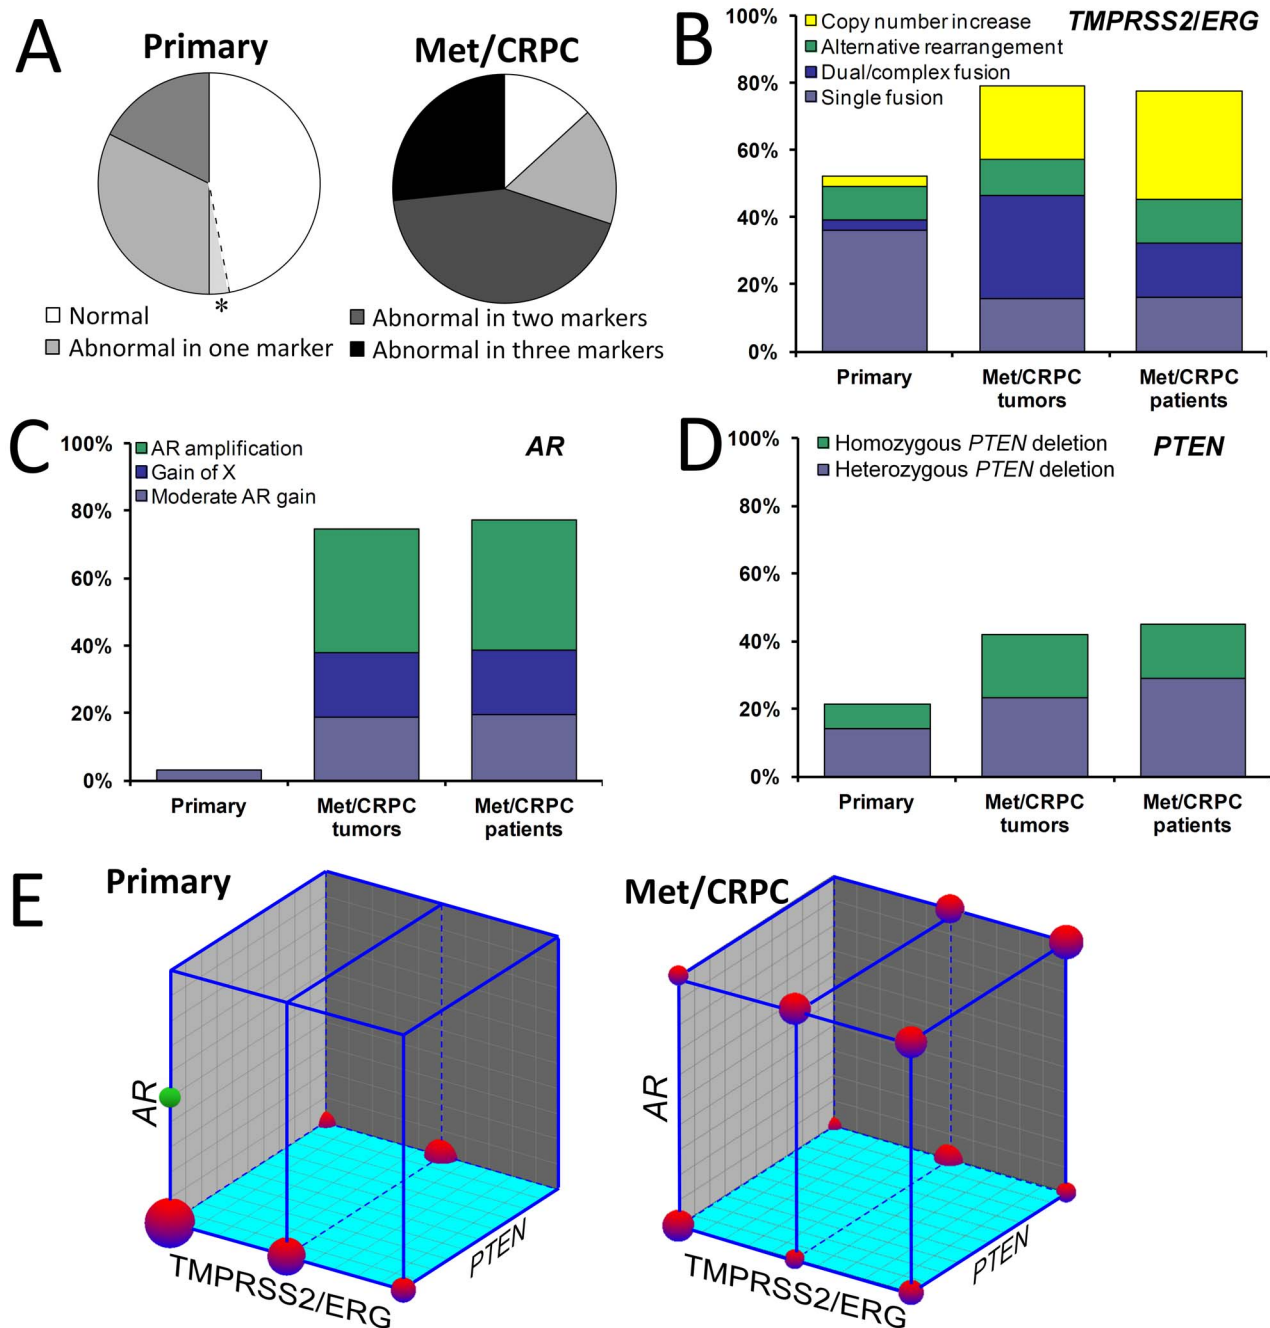 A
Primary
Met/CRPC
*
Normal
Abnormal in one marker
Abnormal in two markers
Abnormal in three markers
B
TMPRSS2/ERG
Copy number increase
Alternative rearrangement
Dual/complex fusion
Single fusion
100%
80%
60%
40%
20%
0%
Primary
Met/CRPC
tumors
Met/CRPC
patients
C
AR
AR amplification
Gain of X
Moderate AR gain
100%
80%
60%
40%
20%
0%
Primary
Met/CRPC
tumors
Met/CRPC
patients
D
PTEN
Homozygous PTEN deletion
Heterozygous PTEN deletion
100%
80%
60%
40%
20%
0%
Primary
Met/CRPC
tumors
Met/CRPC
patients
E
Primary
AR
TMPRSS2/ERG
PTEN
Met/CRPC
AR
TMPRSS2/ERG
PTEN